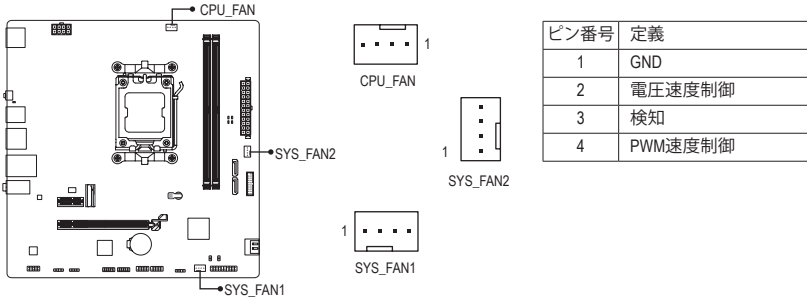 CPU_FAN
SYS_FAN2
SYS_FAN1
1
CPU_FAN
1
SYS_FAN2
1
SYS_FAN1
ピン番号 定義
1 GND
2 電圧速度制御
3 検知
4 PWM速度制御